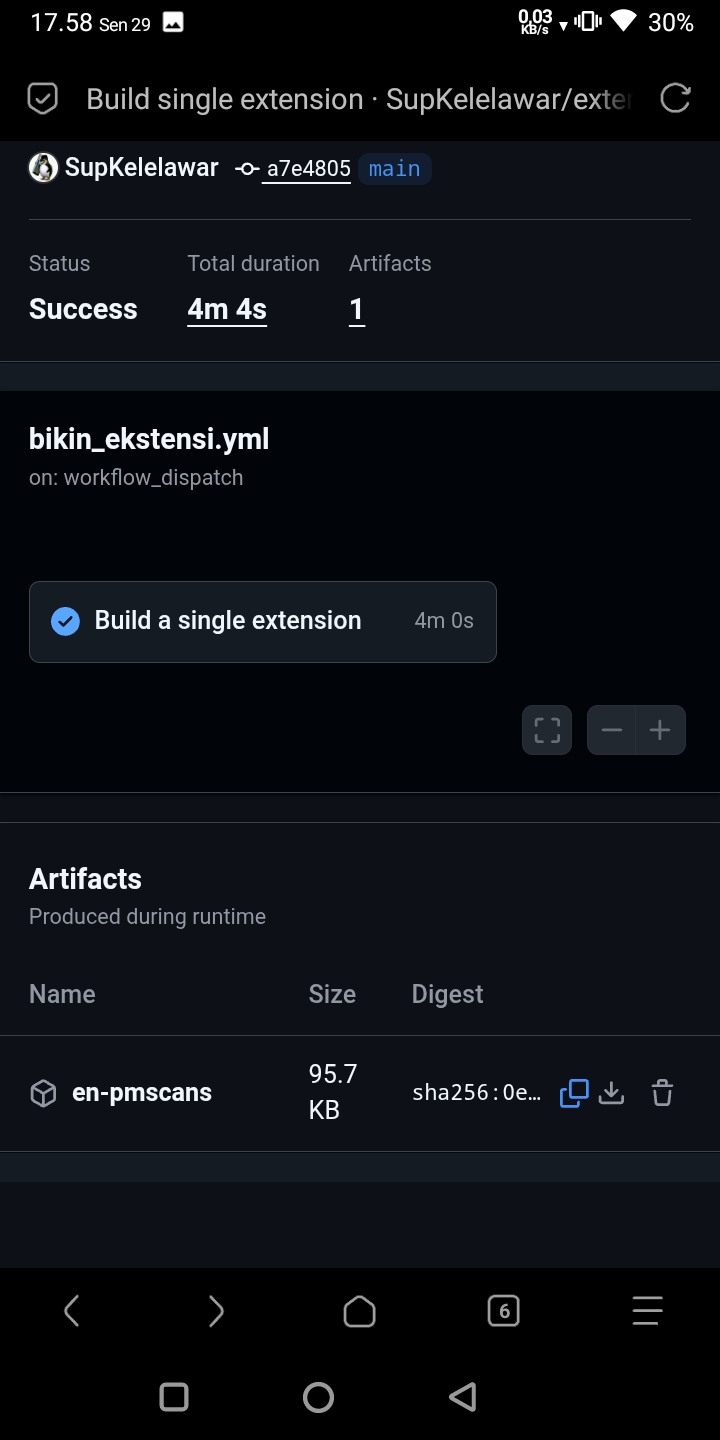 17.58 Sen 29 0,03 KB/s 30%
Build single extension · SupKelelawar/exter
SupKelelawar a7e4805 main
Status Total duration Artifacts
Success 4m 4s 1
bikin_ekstensi.yml
on: workflow_dispatch
Build a single extension 4m 0s
Artifacts
Produced during runtime
Name Size Digest
en-pmscans 95.7 KB sha256:0e…
6